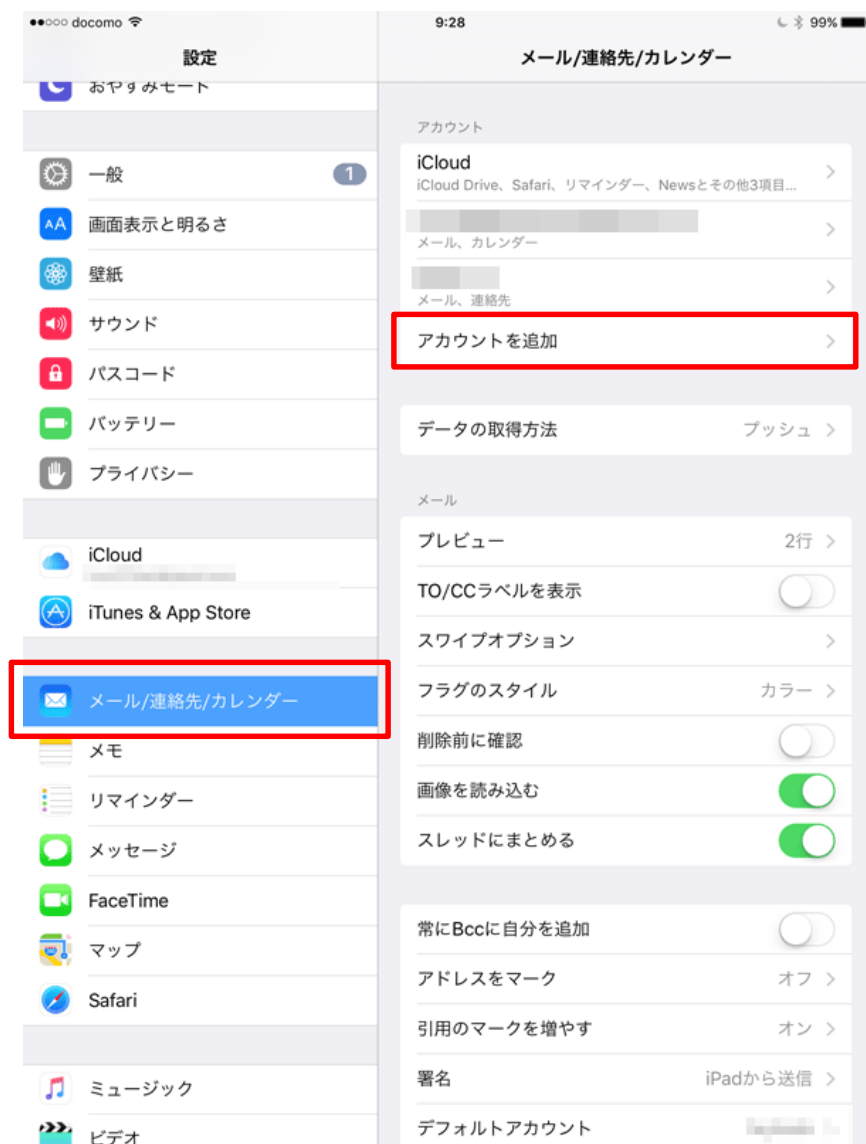 docomo
9:28
99%
設定
おやすみモード
一般
1
画面表示と明るさ
壁紙
サウンド
パスコード
バッテリー
プライバシー
iCloud
iTunes & App Store
メール/連絡先/カレンダー
メモ
リマインダー
メッセージ
FaceTime
マップ
Safari
ミュージック
ビデオ
メール/連絡先/カレンダー
アカウント
iCloud
iCloud Drive、Safari、リマインダー、Newsとその他3項目...
メール、カレンダー
メール、連絡先
アカウントを追加
データの取得方法 プッシュ
メール
プレビュー 2行
TO/CCラベルを表示
スワイプオプション
フラグのスタイル カラー
削除前に確認
画像を読み込む
スレッドにまとめる
常にBccに自分を追加
アドレスをマーク オフ
引用のマークを増やす オン
署名 iPadから送信
デフォルトアカウント